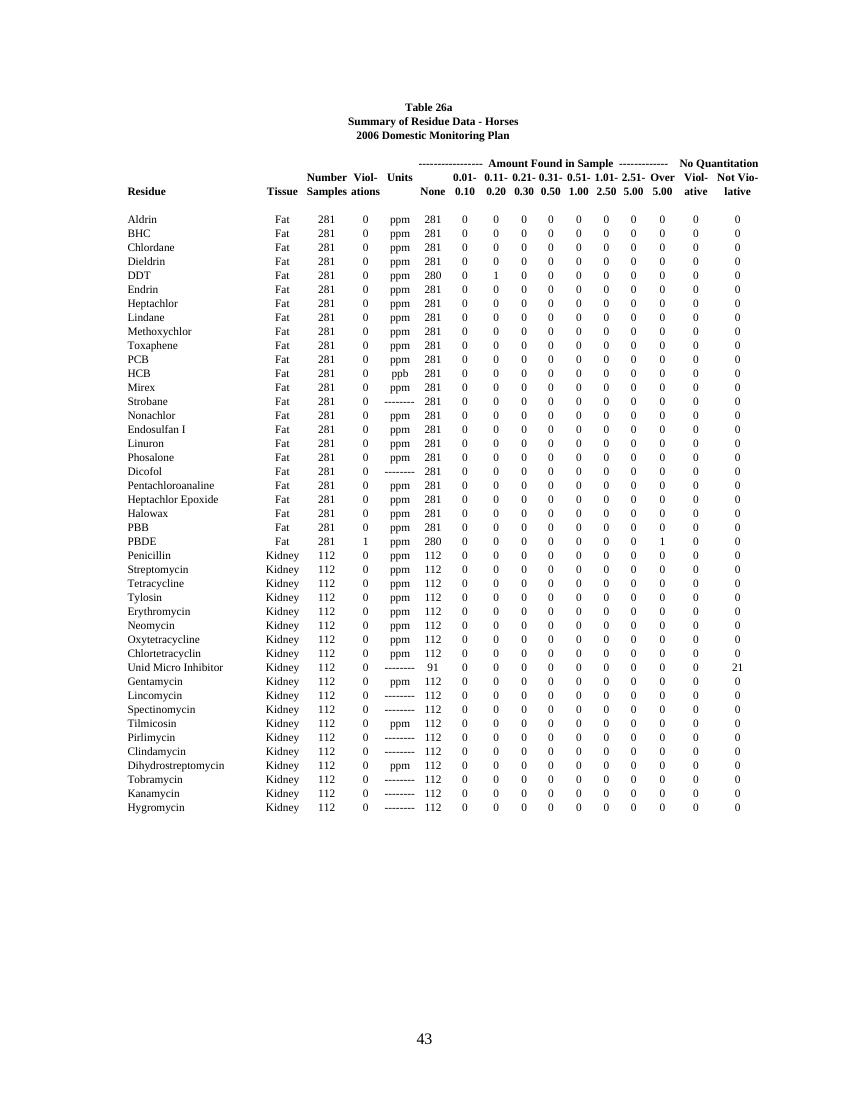 Table 26a
Summary of Residue Data - Horses
2006 Domestic Monitoring Plan
----------------- Amount Found in Sample ------------- No Quantitation
Number Viol- Units 0.01- 0.11- 0.21- 0.31- 0.51- 1.01- 2.51- Over Viol- Not Vio-
Residue Tissue Samples ations None 0.10 0.20 0.30 0.50 1.00 2.50 5.00 5.00 ative lative
Aldrin Fat 281 0 ppm 281 0 0 0 0 0 0 0 0 0 0
BHC Fat 281 0 ppm 281 0 0 0 0 0 0 0 0 0 0
Chlordane Fat 281 0 ppm 281 0 0 0 0 0 0 0 0 0 0
Dieldrin Fat 281 0 ppm 281 0 0 0 0 0 0 0 0 0 0
DDT Fat 281 0 ppm 280 0 1 0 0 0 0 0 0 0 0
Endrin Fat 281 0 ppm 281 0 0 0 0 0 0 0 0 0 0
Heptachlor Fat 281 0 ppm 281 0 0 0 0 0 0 0 0 0 0
Lindane Fat 281 0 ppm 281 0 0 0 0 0 0 0 0 0 0
Methoxychlor Fat 281 0 ppm 281 0 0 0 0 0 0 0 0 0 0
Toxaphene Fat 281 0 ppm 281 0 0 0 0 0 0 0 0 0 0
PCB Fat 281 0 ppm 281 0 0 0 0 0 0 0 0 0 0
HCB Fat 281 0 ppb 281 0 0 0 0 0 0 0 0 0 0
Mirex Fat 281 0 ppm 281 0 0 0 0 0 0 0 0 0 0
Strobane Fat 281 0 -------- 281 0 0 0 0 0 0 0 0 0 0
Nonachlor Fat 281 0 ppm 281 0 0 0 0 0 0 0 0 0 0
Endosulfan I Fat 281 0 ppm 281 0 0 0 0 0 0 0 0 0 0
Linuron Fat 281 0 ppm 281 0 0 0 0 0 0 0 0 0 0
Phosalone Fat 281 0 ppm 281 0 0 0 0 0 0 0 0 0 0
Dicofol Fat 281 0 -------- 281 0 0 0 0 0 0 0 0 0 0
Pentachloroanaline Fat 281 0 ppm 281 0 0 0 0 0 0 0 0 0 0
Heptachlor Epoxide Fat 281 0 ppm 281 0 0 0 0 0 0 0 0 0 0
Halowax Fat 281 0 ppm 281 0 0 0 0 0 0 0 0 0 0
PBB Fat 281 0 ppm 281 0 0 0 0 0 0 0 0 0 0
PBDE Fat 281 1 ppm 280 0 0 0 0 0 0 0 1 0 0
Penicillin Kidney 112 0 ppm 112 0 0 0 0 0 0 0 0 0 0
Streptomycin Kidney 112 0 ppm 112 0 0 0 0 0 0 0 0 0 0
Tetracycline Kidney 112 0 ppm 112 0 0 0 0 0 0 0 0 0 0
Tylosin Kidney 112 0 ppm 112 0 0 0 0 0 0 0 0 0 0
Erythromycin Kidney 112 0 ppm 112 0 0 0 0 0 0 0 0 0 0
Neomycin Kidney 112 0 ppm 112 0 0 0 0 0 0 0 0 0 0
Oxytetracycline Kidney 112 0 ppm 112 0 0 0 0 0 0 0 0 0 0
Chlortetracyclin Kidney 112 0 ppm 112 0 0 0 0 0 0 0 0 0 0
Unid Micro Inhibitor Kidney 112 0 -------- 91 0 0 0 0 0 0 0 0 0 21
Gentamycin Kidney 112 0 ppm 112 0 0 0 0 0 0 0 0 0 0
Lincomycin Kidney 112 0 -------- 112 0 0 0 0 0 0 0 0 0 0
Spectinomycin Kidney 112 0 -------- 112 0 0 0 0 0 0 0 0 0 0
Tilmicosin Kidney 112 0 ppm 112 0 0 0 0 0 0 0 0 0 0
Pirlimycin Kidney 112 0 -------- 112 0 0 0 0 0 0 0 0 0 0
Clindamycin Kidney 112 0 -------- 112 0 0 0 0 0 0 0 0 0 0
Dihydrostreptomycin Kidney 112 0 ppm 112 0 0 0 0 0 0 0 0 0 0
Tobramycin Kidney 112 0 -------- 112 0 0 0 0 0 0 0 0 0 0
Kanamycin Kidney 112 0 -------- 112 0 0 0 0 0 0 0 0 0 0
Hygromycin Kidney 112 0 -------- 112 0 0 0 0 0 0 0 0 0 0
43